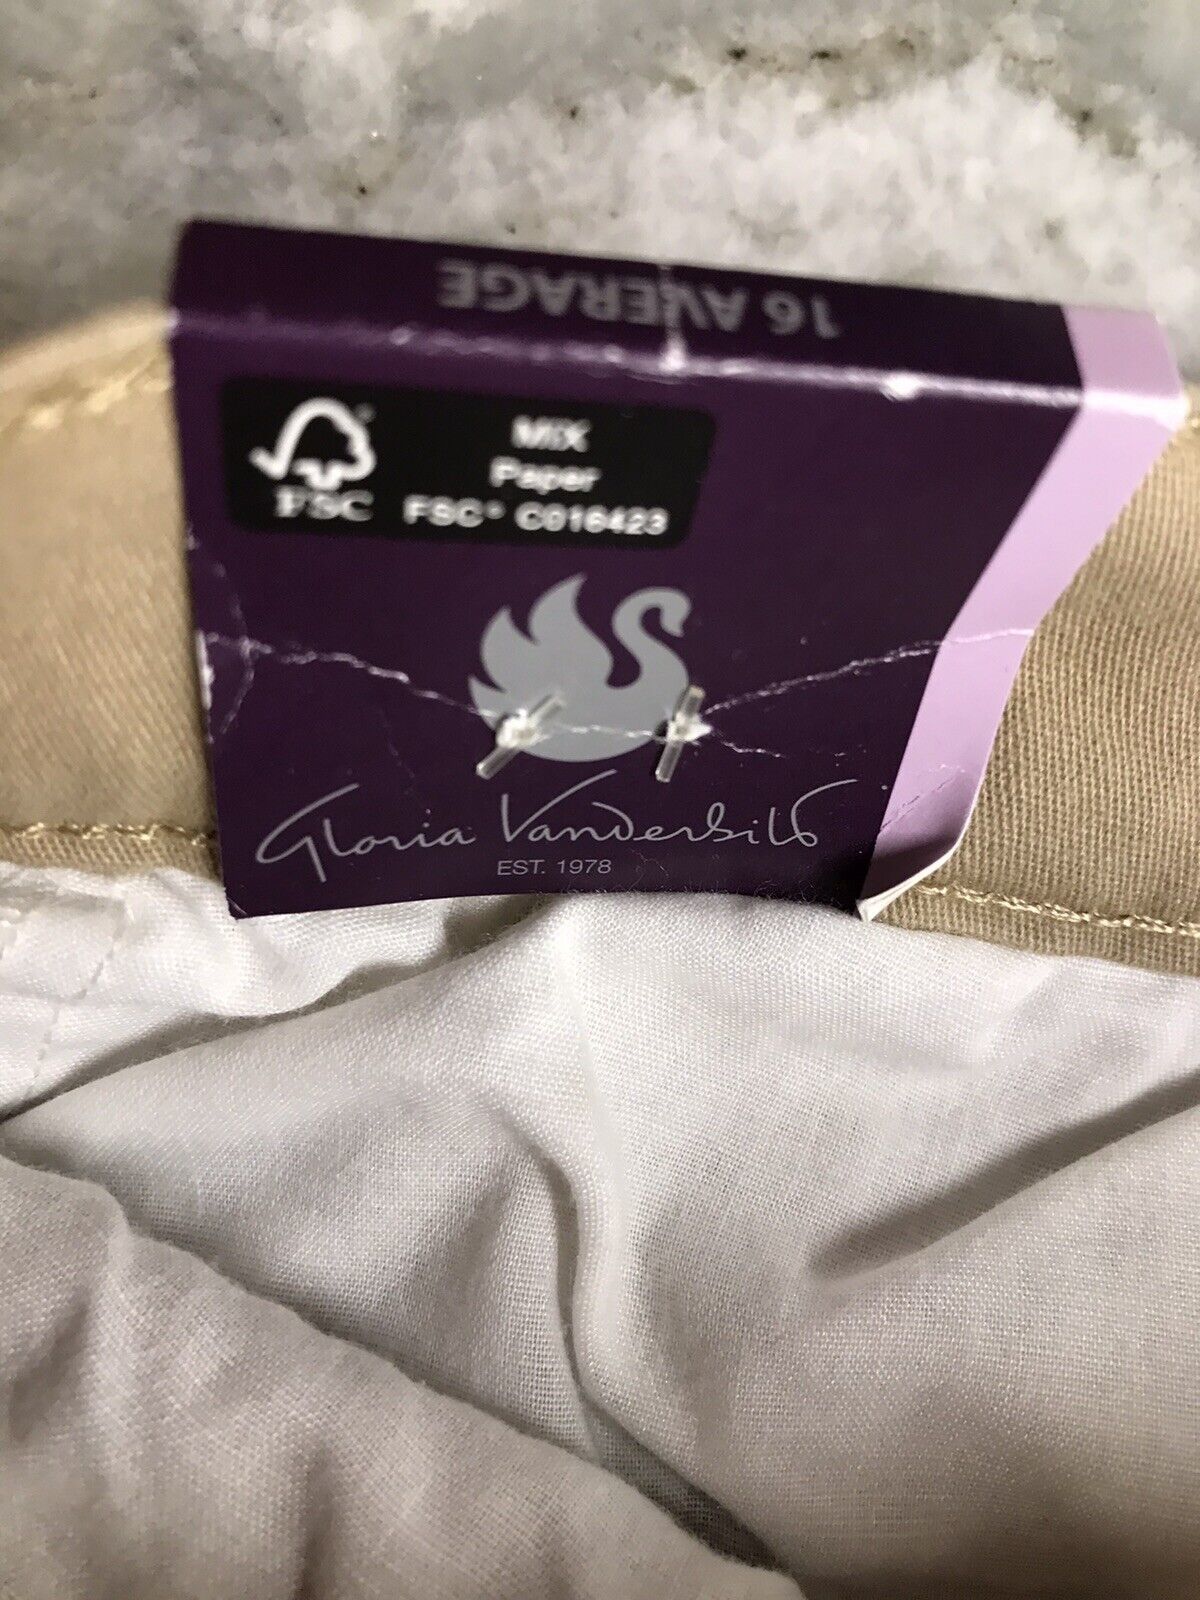 16 AVERAGE
MIX
Paper
FSC® C016423
FSC
Gloria Vanderbilt
EST. 1978